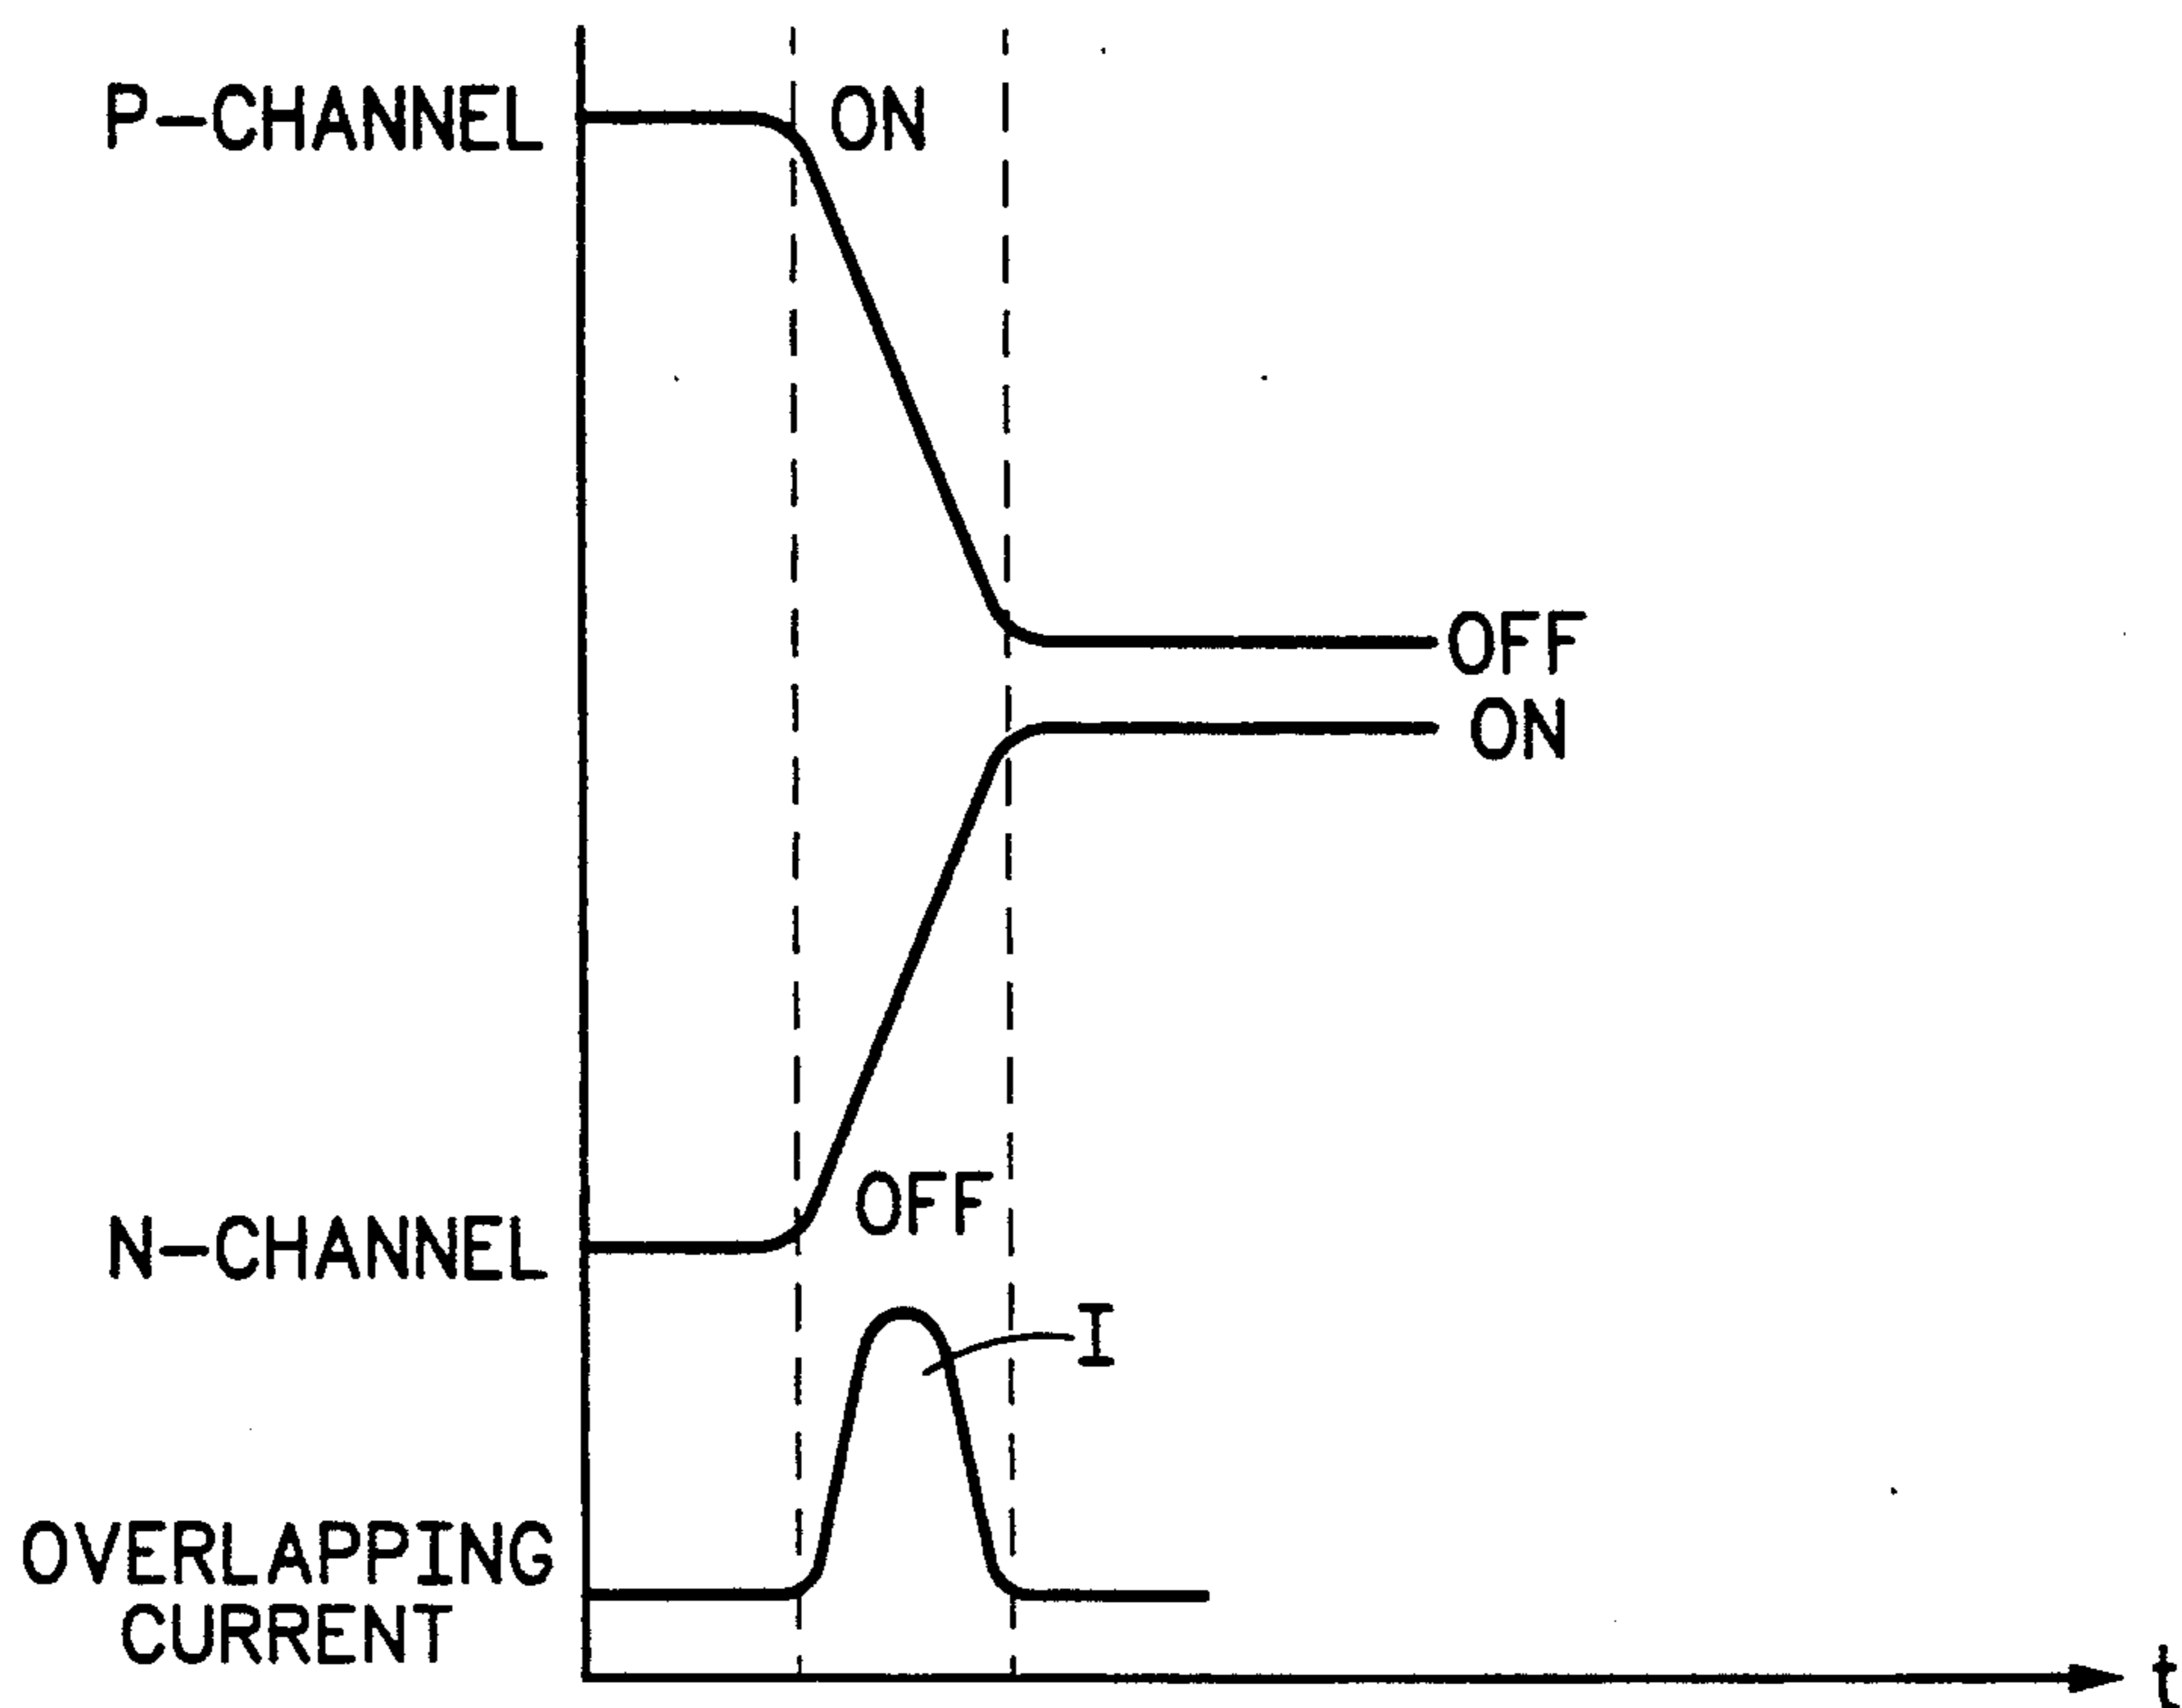 P-CHANNEL
ON
OFF
ON
OFF
N-CHANNEL
I
OVERLAPPING
CURRENT
t